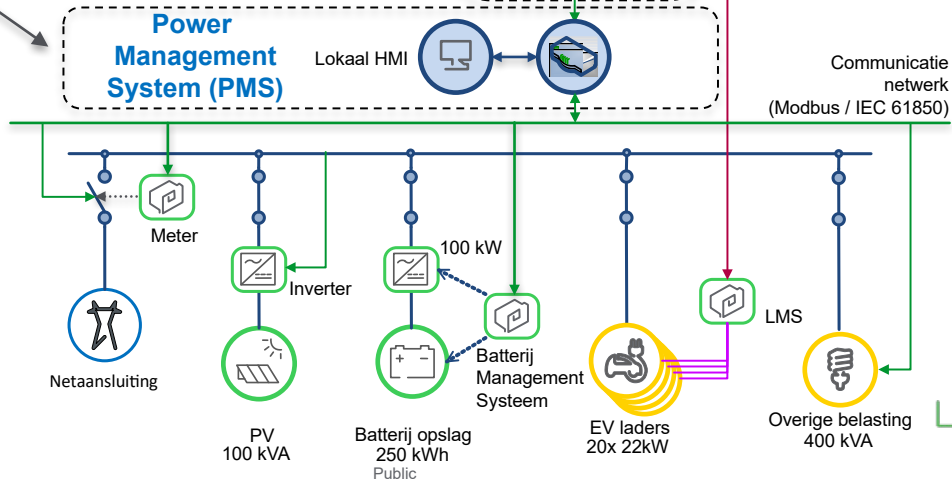 Power
Management
System (PMS)
Lokaal HMI
Communicatie
netwerk
(Modbus / IEC 61850)
Meter
Inverter
100 kW
LMS
Batterij
Management
Systeem
Netaansluiting
PV
100 kVA
Batterij opslag
250 kWh
Public
EV laders
20x 22kW
Overige belasting
400 kVA